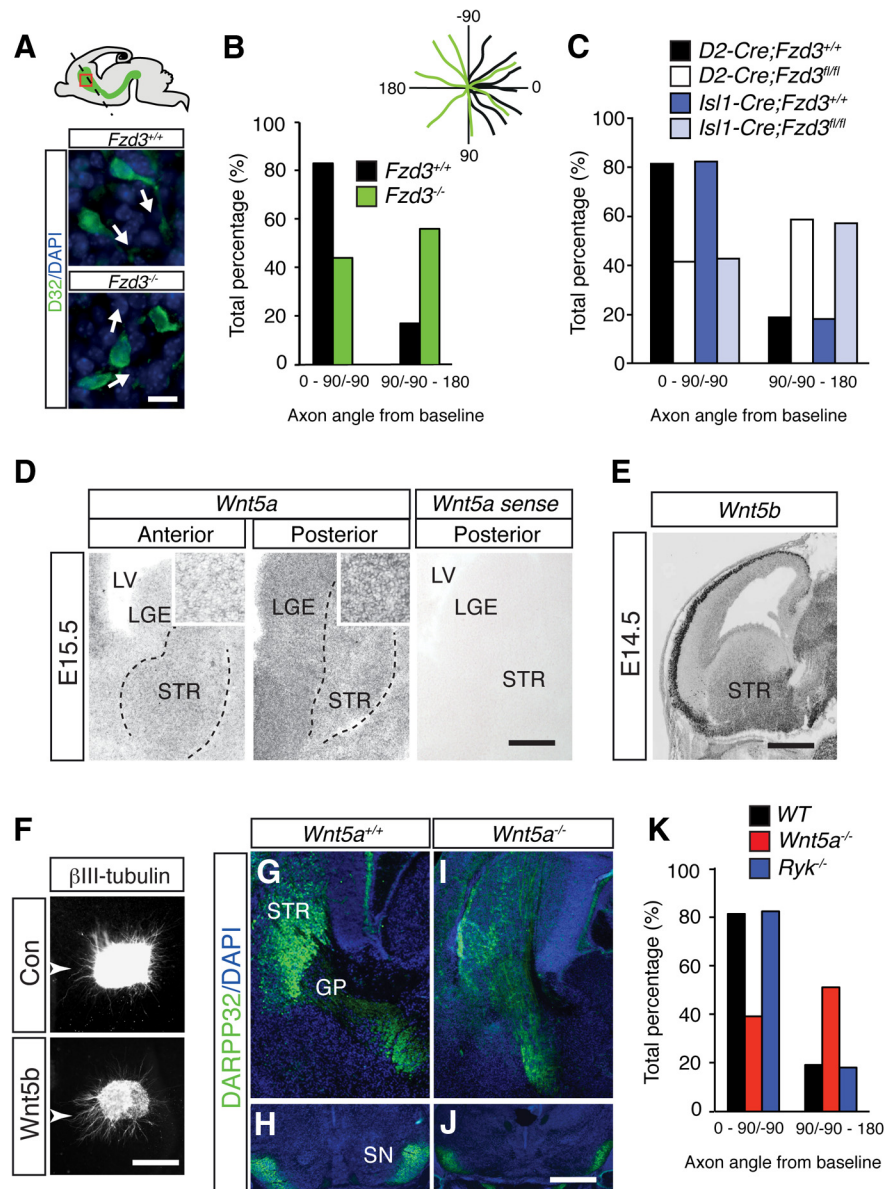 A
Fzd3+/+
D32/DAPI
Fzd3-/-
B
-90
180
0
90
100
80
60
40
20
0
Total percentage (%)
Fzd3+/+
Fzd3-/-
0 - 90/-90
90/-90 - 180
Axon angle from baseline
C
D2-Cre;Fzd3+/+
D2-Cre;Fzd3fl/fl
Isl1-Cre;Fzd3+/+
Isl1-Cre;Fzd3fl/fl
100
80
60
40
20
0
Total percentage (%)
0 - 90/-90
90/-90 - 180
Axon angle from baseline
D
Wnt5a
Wnt5a sense
Anterior
Posterior
Posterior
E15.5
LV
LGE
STR
LGE
STR
LV
LGE
STR
E
Wnt5b
E14.5
STR
F
βIII-tubulin
Con
Wnt5b
Wnt5a+/+
Wnt5a-/-
DARPP32/DAPI
G
STR
GP
I
H
SN
J
K
WT
Wnt5a-/-
Ryk-/-
100
80
60
40
20
0
Total percentage (%)
0 - 90/-90
90/-90 - 180
Axon angle from baseline